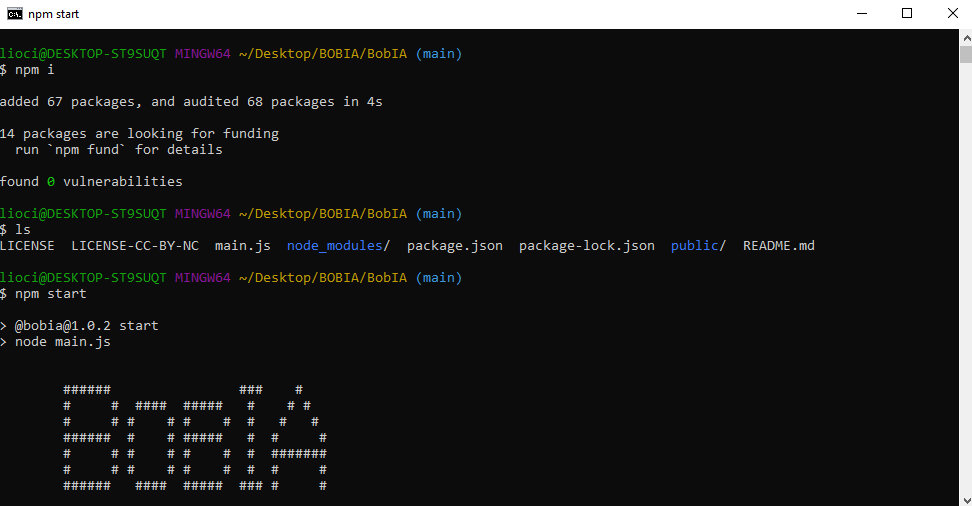 npm start
lioci@DESKTOP-ST9SUQT MINGW64 ~/Desktop/BOBIA/BobIA (main)
$ npm i
added 67 packages, and audited 68 packages in 4s
14 packages are looking for funding
  run `npm fund` for details
found 0 vulnerabilities
lioci@DESKTOP-ST9SUQT MINGW64 ~/Desktop/BOBIA/BobIA (main)
$ ls
LICENSE  LICENSE-CC-BY-NC  main.js  node_modules/  package.json  package-lock.json  public/  README.md
lioci@DESKTOP-ST9SUQT MINGW64 ~/Desktop/BOBIA/BobIA (main)
$ npm start
> @bobia@1.0.2 start
> node main.js
BobIA